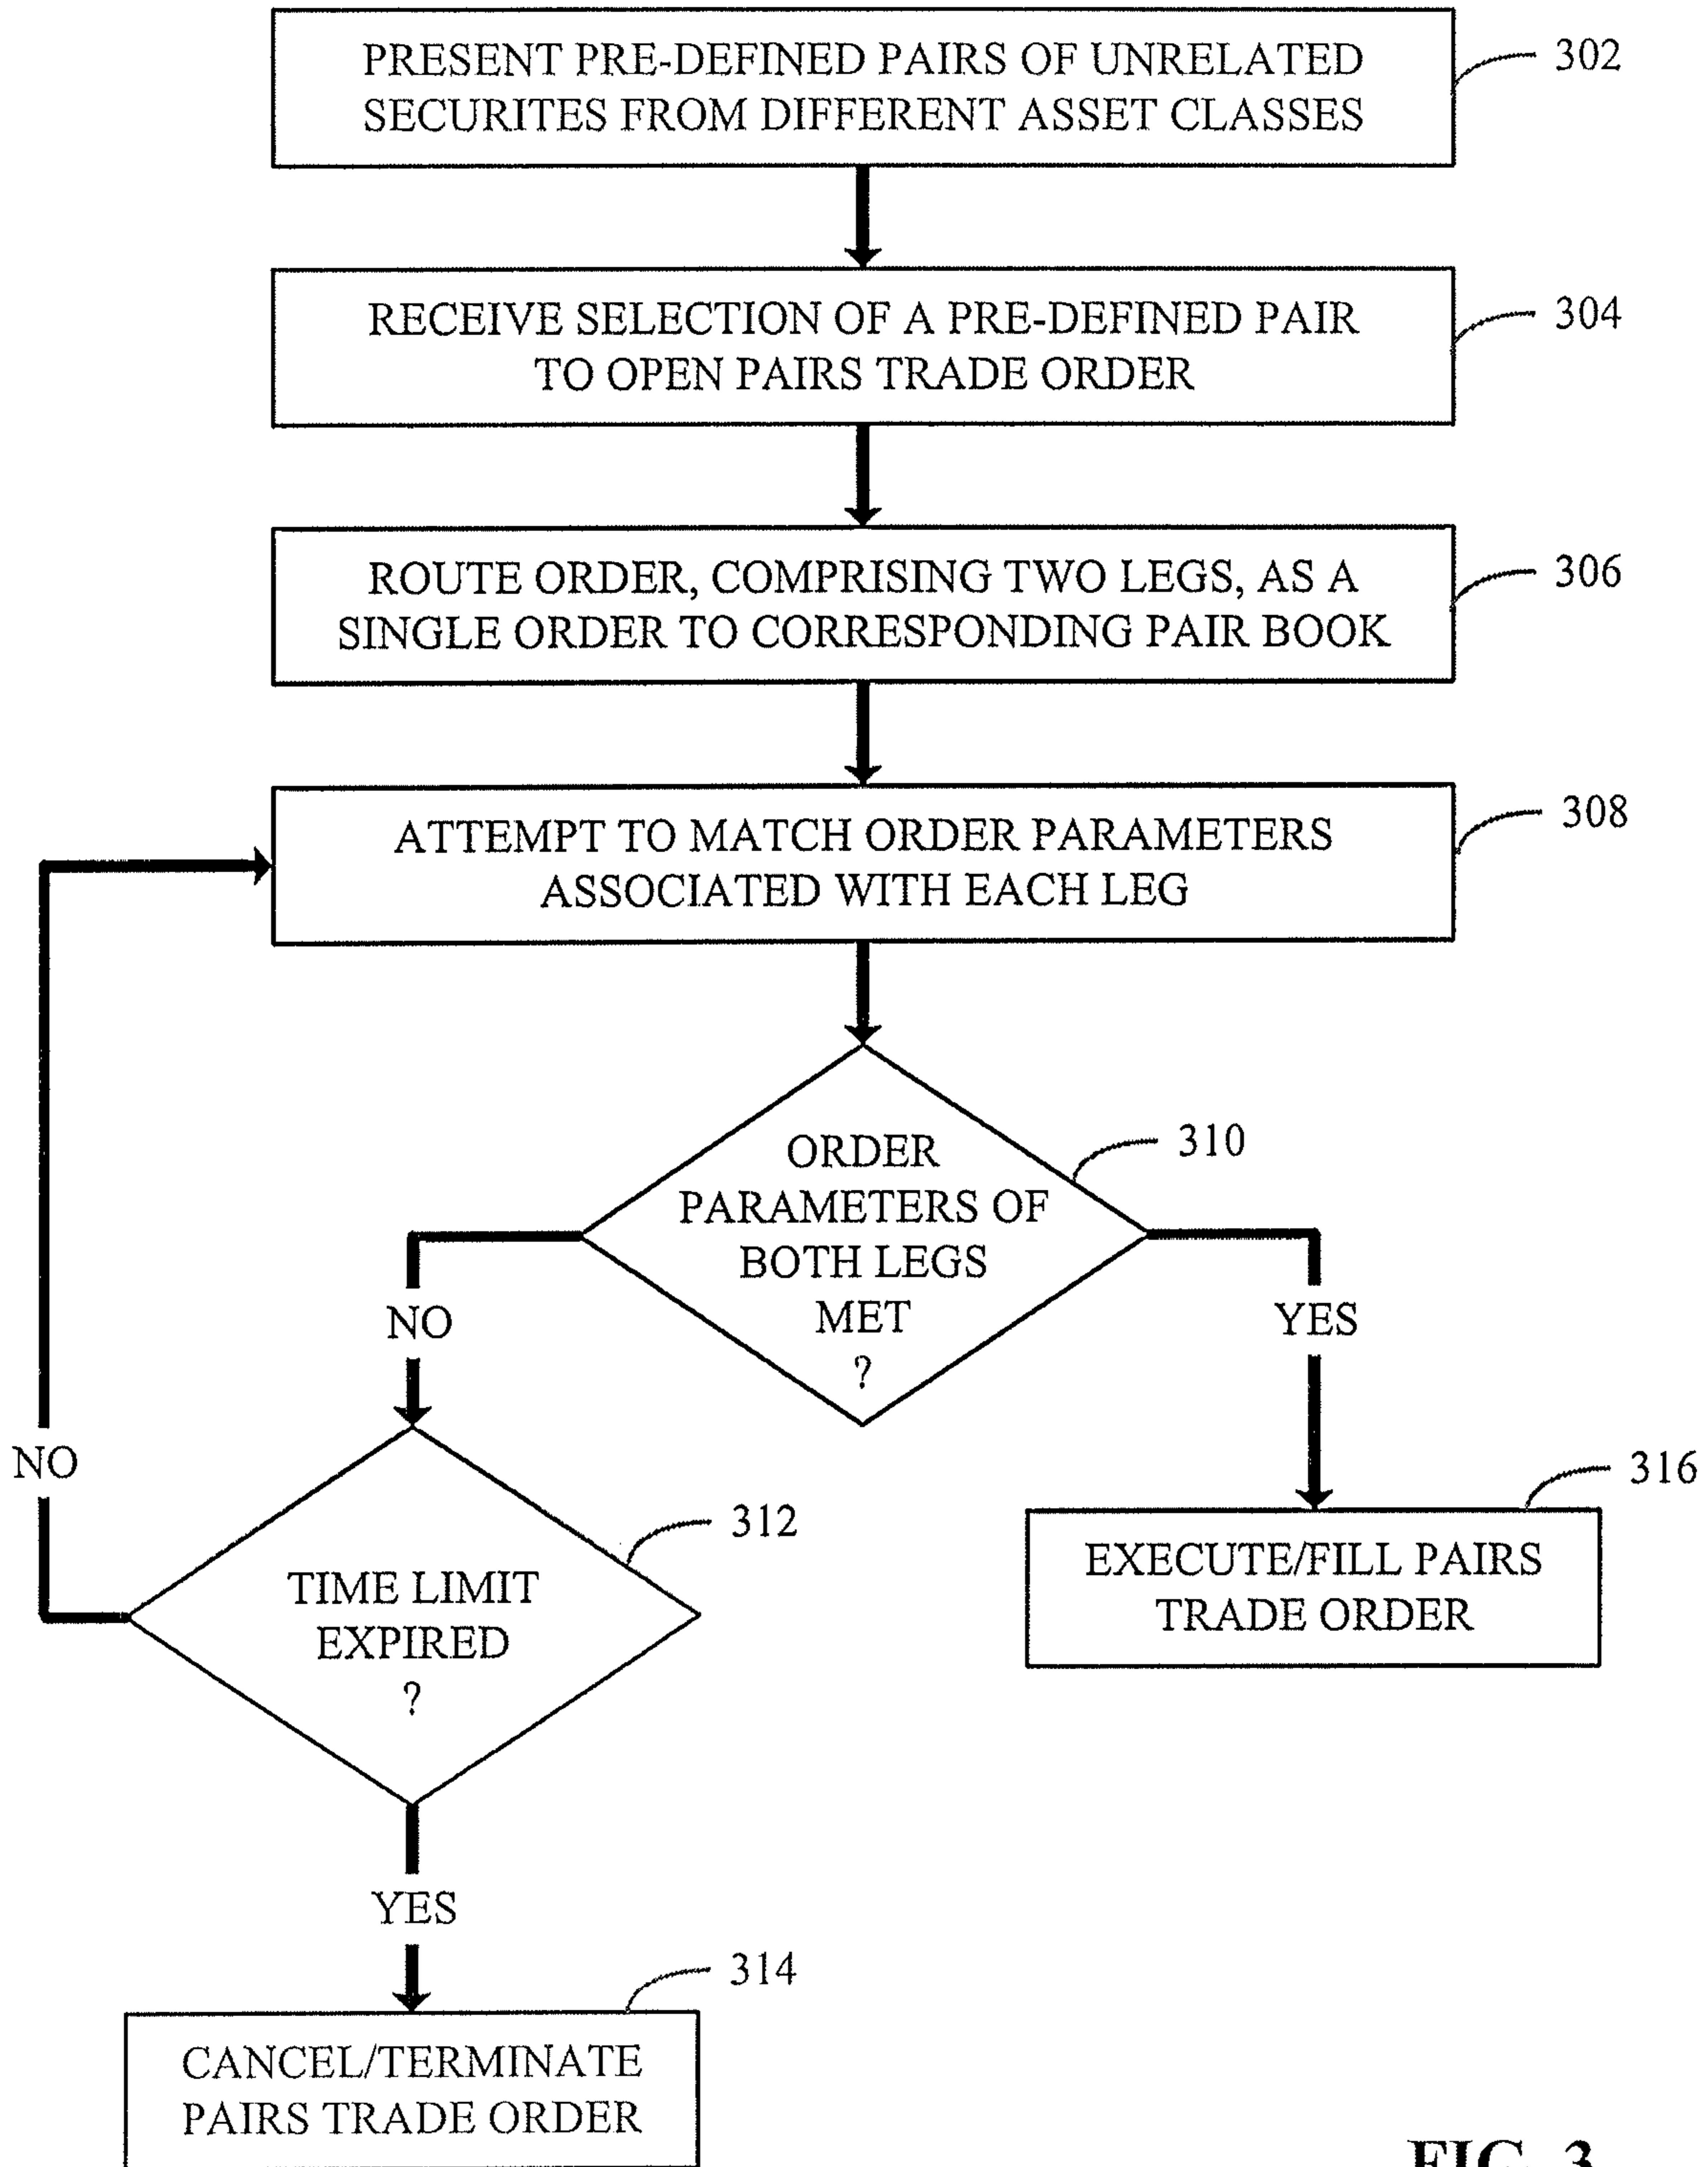 PRESENT PRE-DEFINED PAIRS OF UNRELATED
SECURITES FROM DIFFERENT ASSET CLASSES
302
RECEIVE SELECTION OF A PRE-DEFINED PAIR
TO OPEN PAIRS TRADE ORDER
304
ROUTE ORDER, COMPRISING TWO LEGS, AS A
SINGLE ORDER TO CORRESPONDING PAIR BOOK
306
ATTEMPT TO MATCH ORDER PARAMETERS
ASSOCIATED WITH EACH LEG
308
ORDER
PARAMETERS OF
BOTH LEGS
MET
?
310
NO
YES
NO
TIME LIMIT
EXPIRED
?
312
EXECUTE/FILL PAIRS
TRADE ORDER
316
YES
CANCEL/TERMINATE
PAIRS TRADE ORDER
314
FIG. 3